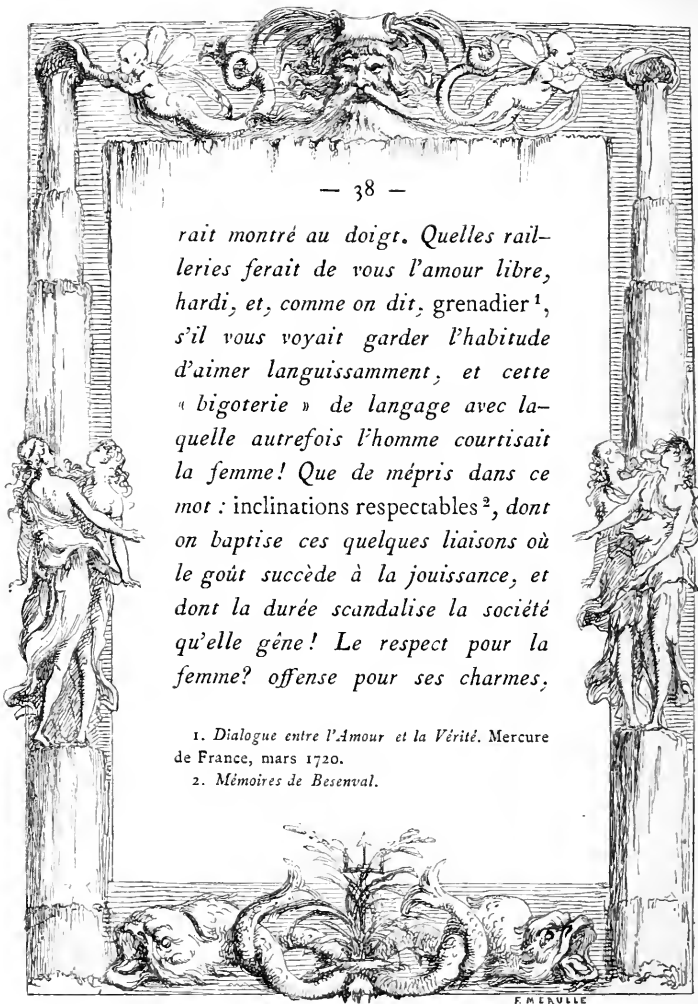 — 38 —
rait montré au doigt. Quelles rail-
leries ferait de vous l'amour libre,
hardi, et, comme on dit, grenadier¹,
s'il vous voyait garder l'habitude
d'aimer languissamment, et cette
« bigoterie » de langage avec la-
quelle autrefois l'homme courtisait
la femme! Que de mépris dans ce
mot : inclinations respectables², dont
on baptise ces quelques liaisons où
le goût succède à la jouissance, et
dont la durée scandalise la société
qu'elle gêne! Le respect pour la
femme? offense pour ses charmes,
1. Dialogue entre l'Amour et la Vérité. Mercure
de France, mars 1720.
2. Mémoires de Besenval.
F. MÉAULLE